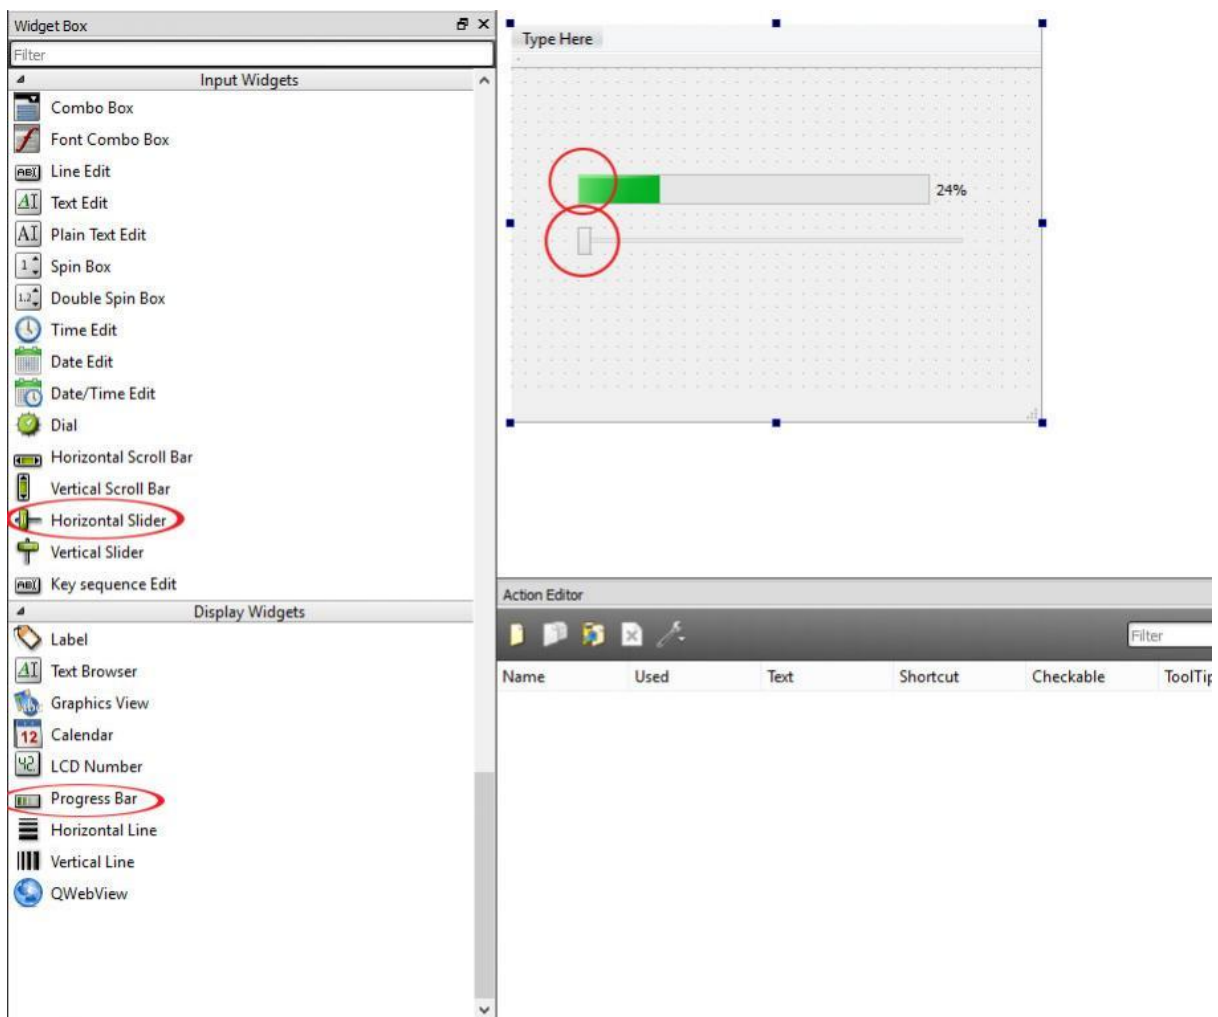 Widget Box
Filter
Input Widgets
Combo Box
Font Combo Box
Line Edit
Text Edit
Plain Text Edit
Spin Box
Double Spin Box
Time Edit
Date Edit
Date/Time Edit
Dial
Horizontal Scroll Bar
Vertical Scroll Bar
Horizontal Slider
Vertical Slider
Key sequence Edit
Display Widgets
Label
Text Browser
Graphics View
12 Calendar
LCD Number
Progress Bar
Horizontal Line
Vertical Line
QWebView
Type Here
24%
Action Editor
Filter
Name Used Text Shortcut Checkable ToolTip